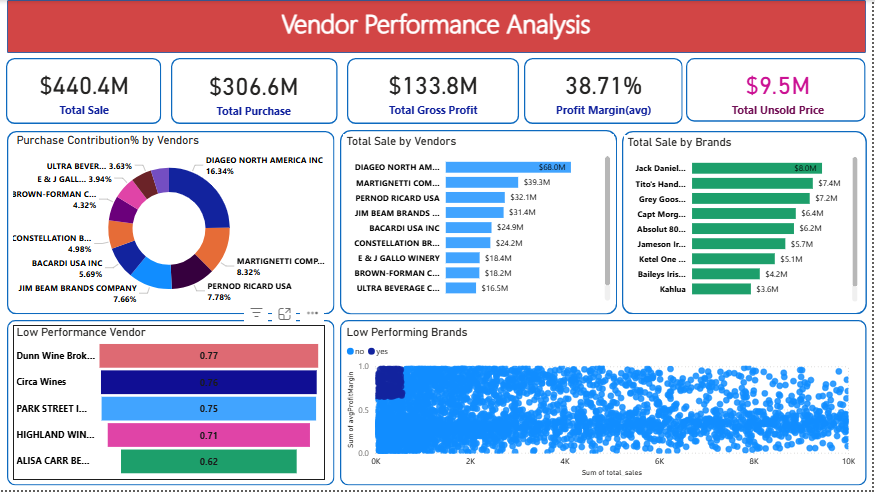 Vendor Performance Analysis
$440.4M
Total Sale
$306.6M
Total Purchase
$133.8M
Total Gross Profit
38.71%
Profit Margin(avg)
$9.5M
Total Unsold Price
Purchase Contribution% by Vendors
DIAGEO NORTH AMERICA INC
16.34%
MARTIGNETTI COMP...
8.32%
PERNOD RICARD USA
7.78%
JIM BEAM BRANDS COMPANY
7.66%
BACARDI USA INC
5.69%
CONSTELLATION B...
4.98%
BROWN-FORMAN C...
4.32%
E & J GALL... 3.94%
ULTRA BEVER... 3.63%
Total Sale by Vendors
DIAGEO NORTH AM... $68.0M
MARTIGNETTI COM... $39.3M
PERNOD RICARD USA $32.1M
JIM BEAM BRANDS ... $31.4M
BACARDI USA INC $24.9M
CONSTELLATION BR... $24.2M
E & J GALLO WINERY $18.4M
BROWN-FORMAN C... $18.2M
ULTRA BEVERAGE C... $16.5M
Total Sale by Brands
Jack Daniel... $8.0M
Tito's Hand... $7.4M
Grey Goos... $7.2M
Capt Morg... $6.4M
Absolut 80... $6.2M
Jameson Ir... $5.7M
Ketel One ... $5.1M
Baileys Iris... $4.2M
Kahlua $3.6M
Low Performance Vendor
Dunn Wine Brok... 0.77
Circa Wines
PARK STREET I... 0.75
HIGHLAND WIN... 0.71
ALISA CARR BE... 0.62
Low Performing Brands
no yes
Sum of avgProfitMargin
1.0
0.5
0.0
0K 2K 4K 6K 8K 10K
Sum of total_sales